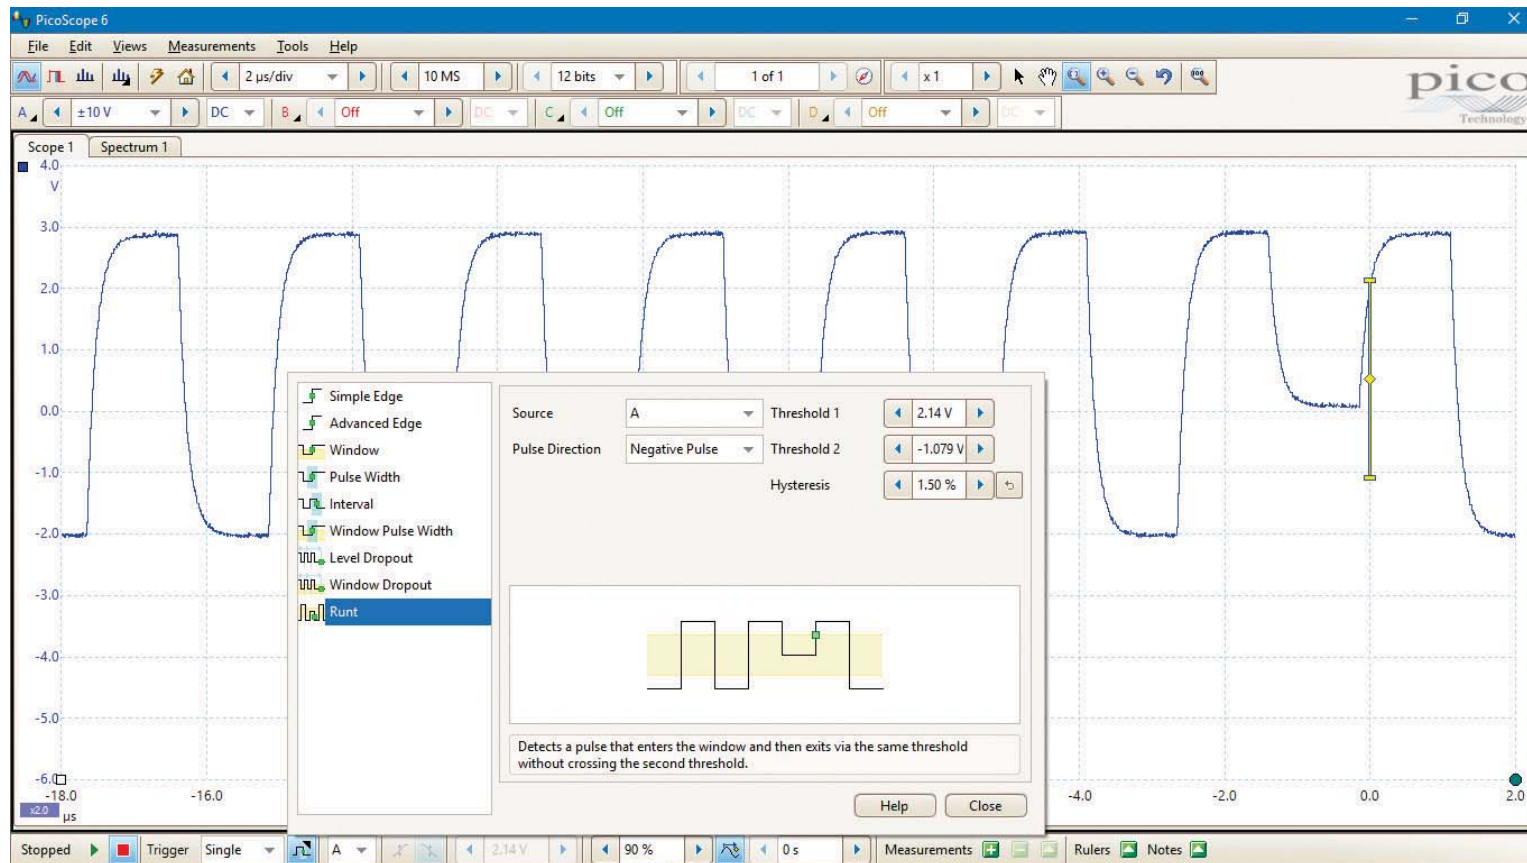 PicoScope 6
File Edit Views Measurements Tools Help
2 µs/div 10 MS 12 bits 1 of 1 x 1
pico
Technology
A ±10 V DC B Off DC C Off DC D Off DC
Scope 1 Spectrum 1
4.0
V
3.0
2.0
1.0
0.0
-1.0
-2.0
-3.0
-4.0
-5.0
-6.0
-18.0 -16.0 -4.0 -2.0 0.0 2.0
x2.0 µs
Simple Edge
Advanced Edge
Window
Pulse Width
Interval
Window Pulse Width
Level Dropout
Window Dropout
Runt
Source A Threshold 1 2.14 V
Pulse Direction Negative Pulse Threshold 2 -1.079 V
Hysteresis 1.50 %
Detects a pulse that enters the window and then exits via the same threshold
without crossing the second threshold.
Help Close
Stopped Trigger Single A 2.14 V 90 % 0 s Measurements Rulers Notes